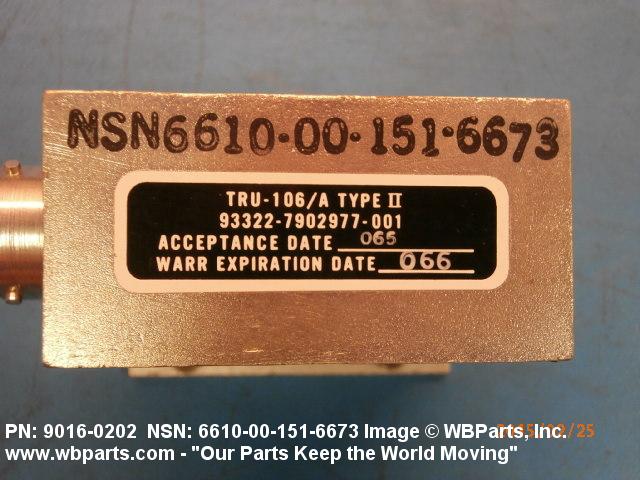 NSN6610-00-151-6673
TRU-106/A TYPE II
93322-7902977-001
ACCEPTANCE DATE 065
WARR EXPIRATION DATE 066
PN: 9016-0202 NSN: 6610-00-151-6673 Image © WBParts, Inc.
www.wbparts.com - "Our Parts Keep the World Moving"